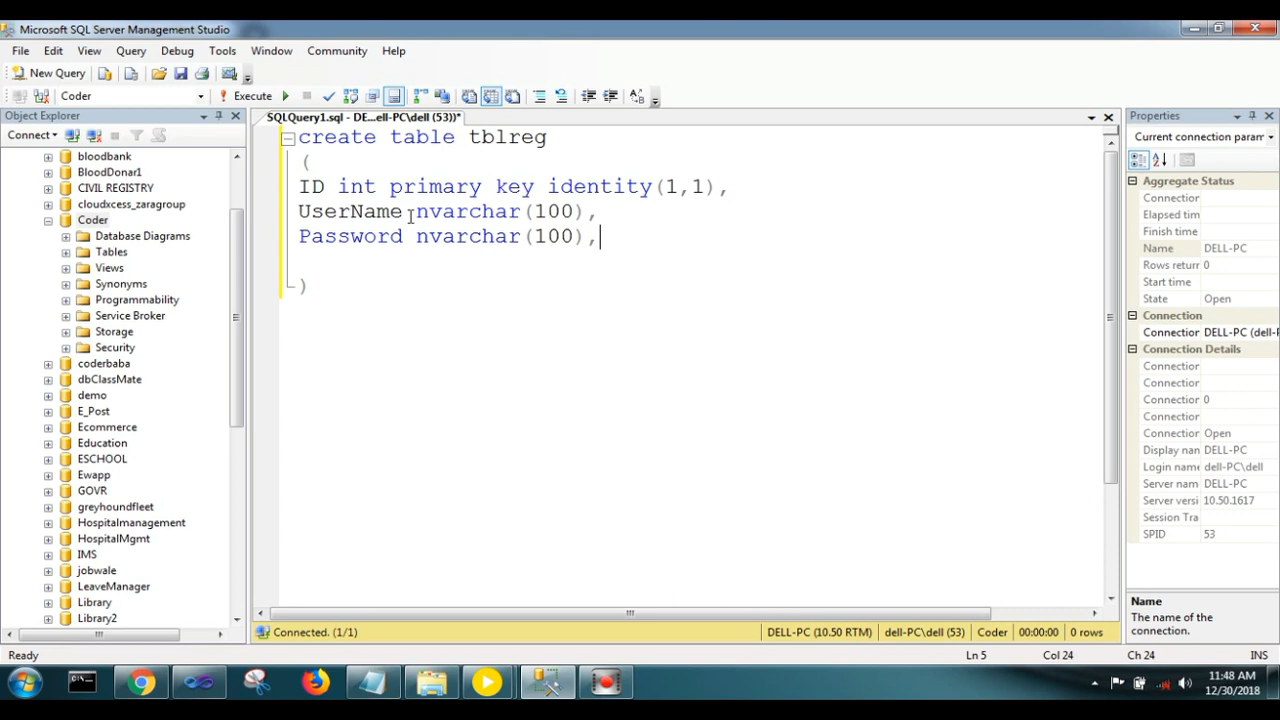 Microsoft SQL Server Management Studio
File Edit View Query Debug Tools Window Community Help
New Query
Coder Execute
Object Explorer
Connect
bloodbank
BloodDonar1
CIVIL REGISTRY
cloudxcess_zaragroup
Coder
Database Diagrams
Tables
Views
Synonyms
Programmability
Service Broker
Storage
Security
coderbaba
dbClassMate
demo
E_Post
Ecommerce
Education
ESCHOOL
Ewapp
GOVR
greyhoundfleet
Hospitalmanagement
HospitalMgmt
IMS
jobwale
LeaveManager
Library
Library2
SQLQuery1.sql - DE...ell-PC\dell (53))*
create table tblreg
(
ID int primary key identity(1,1),
UserName nvarchar(100),
Password nvarchar(100),
)
Connected. (1/1) DELL-PC (10.50 RTM) dell-PC\dell (53) Coder 00:00:00 0 rows
Properties
Current connection param
Aggregate Status
Connection
Elapsed tim
Finish time
Name DELL-PC
Rows returr 0
Start time
State Open
Connection
Connection DELL-PC (dell-P
Connection Details
Connection
Connection
Connection 0
Connection
Connection Open
Display nan DELL-PC
Login name dell-PC\dell
Server nam DELL-PC
Server versi 10.50.1617
Session Tra
SPID 53
Name
The name of the
connection.
Ready Ln 5 Col 24 Ch 24 INS
11:48 AM
12/30/2018